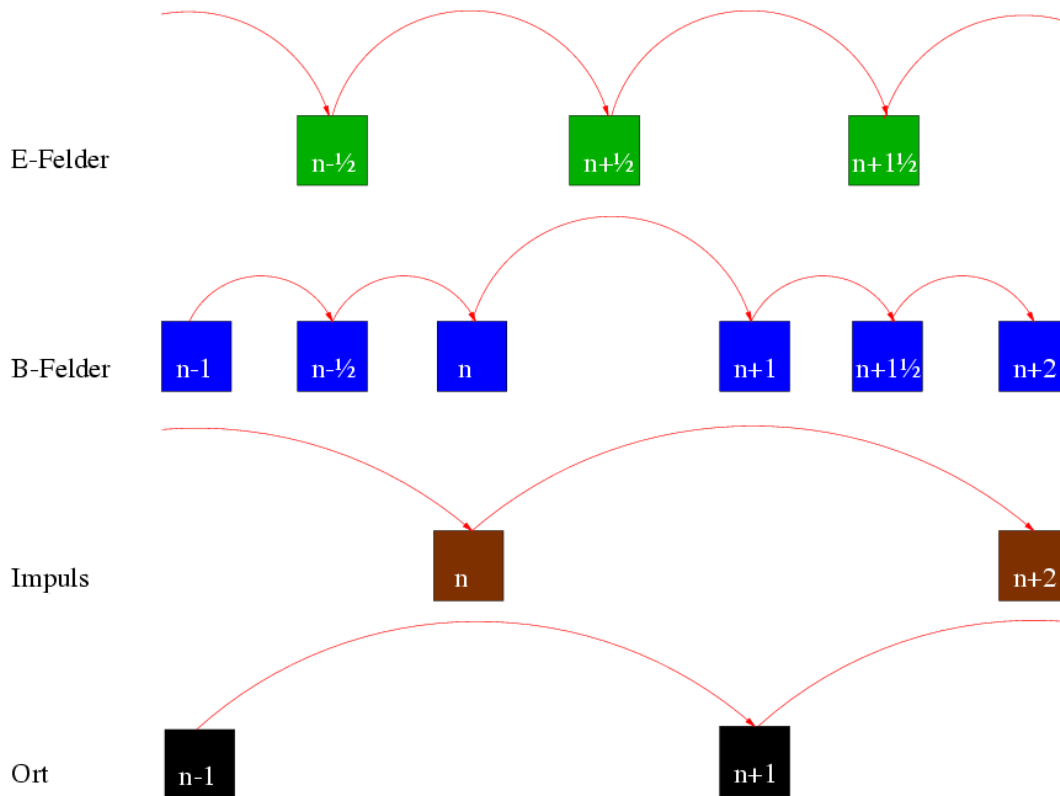 E-Felder n-½ n+½ n+1½
B-Felder n-1 n-½ n n+1 n+1½ n+2
Impuls n n+2
Ort n-1 n+1